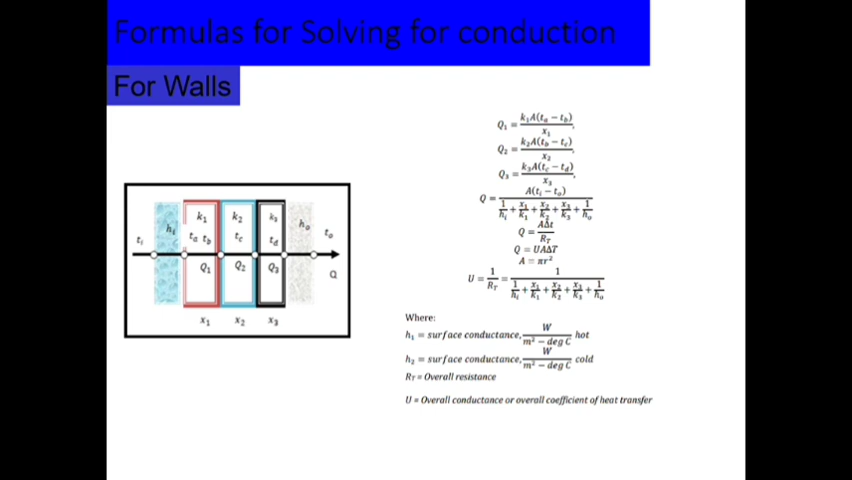 Formulas for Solving for conduction
For Walls
Q₁ = k₁A(tₐ − t_b)/x₁,
Q₂ = k₂A(t_b − t_c)/x₂,
Q₃ = k₃A(t_c − t_d)/x₃,
Q = A(tᵢ − tₒ)/(1/hᵢ + x₁/k₁ + x₂/k₂ + x₃/k₃ + 1/hₒ)
Q = AΔt/R_T
Q = UAΔT
A = πr²
U = 1/R_T = 1/(1/hᵢ + x₁/k₁ + x₂/k₂ + x₃/k₃ + 1/hₒ)
k₁ k₂ k₃
tᵢ hᵢ tₐ t_b t_c t_d hₒ tₒ
Q₁ Q₂ Q₃ Q
x₁ x₂ x₃
Where:
h₁ = surface conductance, W/(m² − deg C) hot
h₂ = surface conductance, W/(m² − deg C) cold
R_T = Overall resistance
U = Overall conductance or overall coefficient of heat transfer